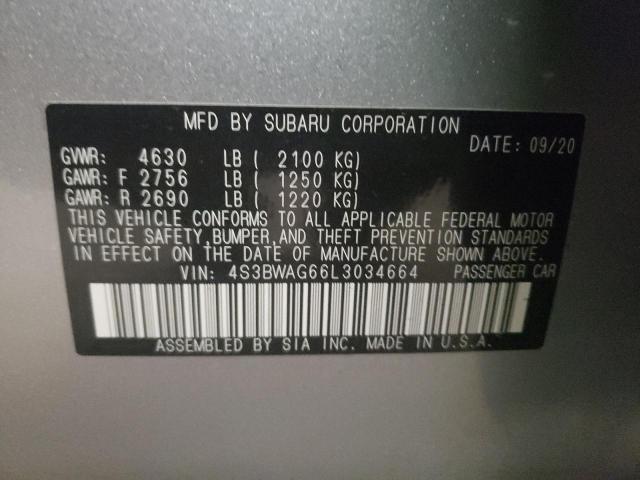 MFD BY SUBARU CORPORATION
DATE: 09/20
GVWR: 4630 LB ( 2100 KG)
GAWR: F 2756 LB ( 1250 KG)
GAWR: R 2690 LB ( 1220 KG)
THIS VEHICLE CONFORMS TO ALL APPLICABLE FEDERAL MOTOR
VEHICLE SAFETY, BUMPER, AND THEFT PREVENTION STANDARDS
IN EFFECT ON THE DATE OF MANUFACTURE SHOWN ABOVE.
VIN: 4S3BWAG66L3034664 PASSENGER CAR
ASSEMBLED BY SIA INC. MADE IN U.S.A.